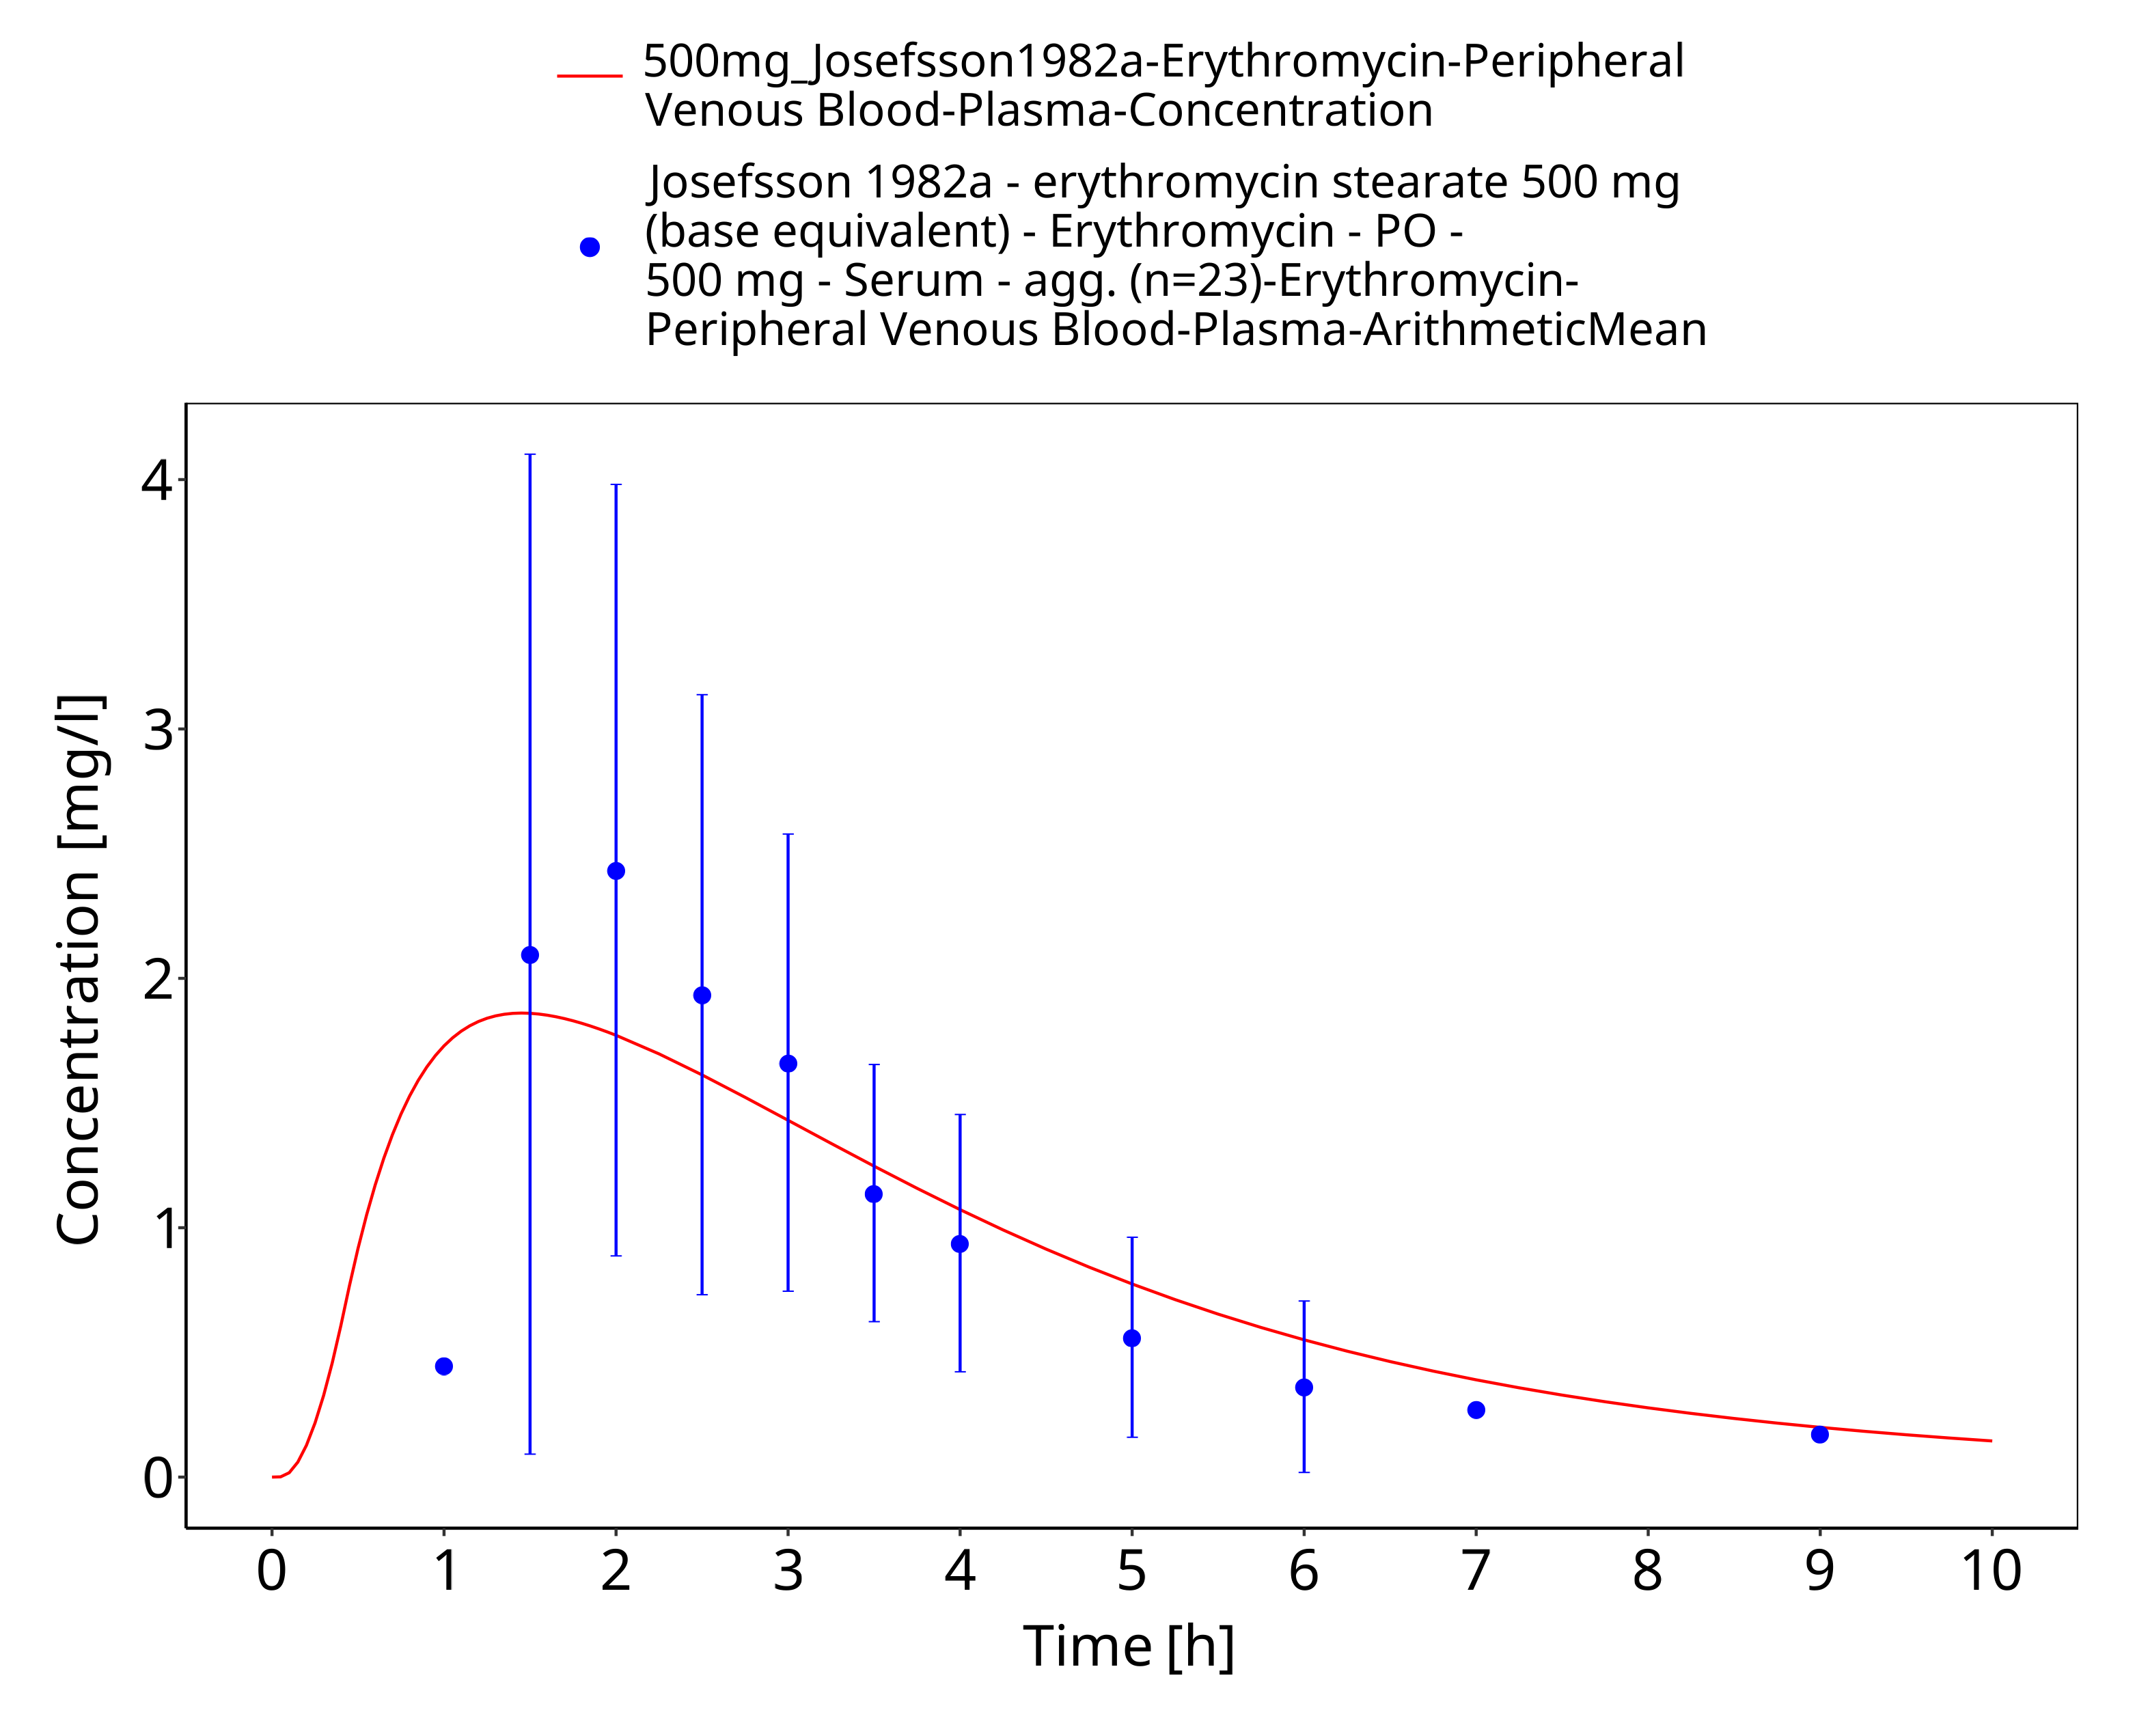 500mg_Josefsson1982a-Erythromycin-Peripheral
Venous Blood-Plasma-Concentration
Josefsson 1982a - erythromycin stearate 500 mg
(base equivalent) - Erythromycin - PO -
500 mg - Serum - agg. (n=23)-Erythromycin-
Peripheral Venous Blood-Plasma-ArithmeticMean
Concentration [mg/l]
4
3
2
1
0
0 1 2 3 4 5 6 7 8 9 10
Time [h]